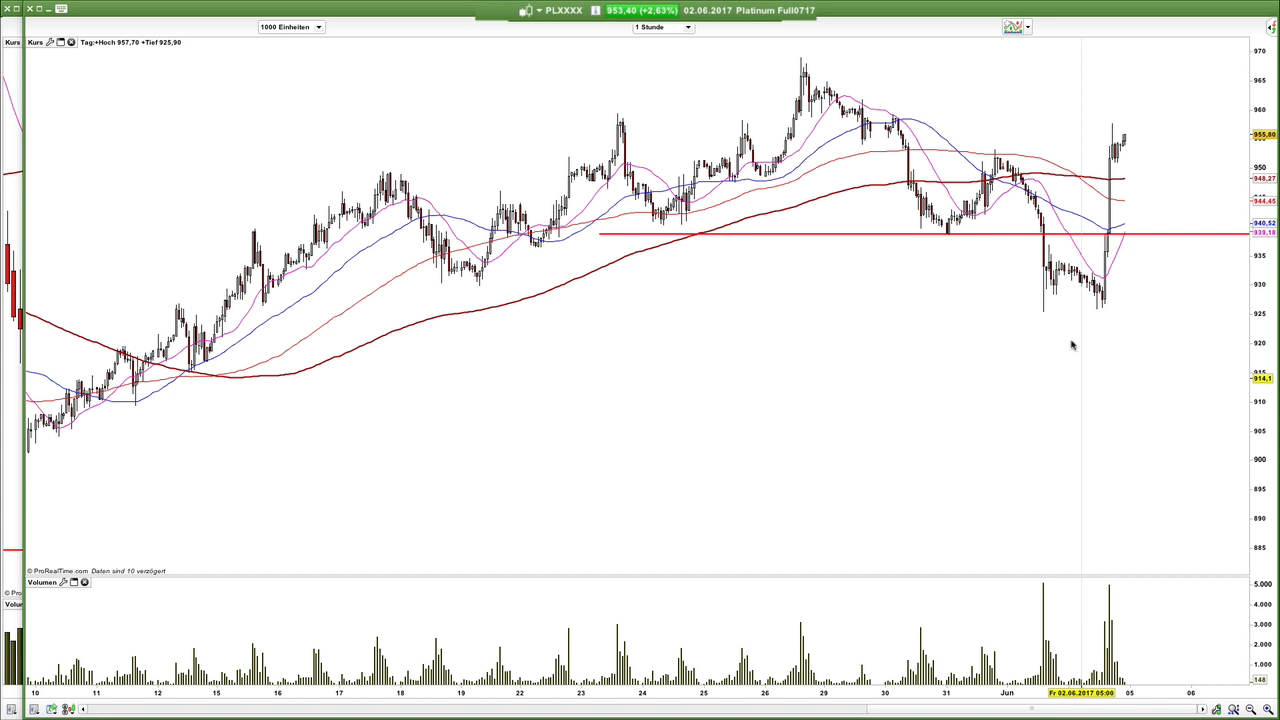 PLXXXX 953,40 (+2,63%) 02.06.2017 Platinum Full0717
1000 Einheiten
1 Stunde
Kurs
Kurs
Tag:+Hoch 957,70 +Tief 925,90
970
965
960
955,80
950
948,27
944,45
940,52
939,18
935
930
925
920
915
914,1
910
905
900
895
890
885
© ProRealTime.com Daten sind 10 verzögert
© Pro
Volumen
Volur
5.000
4.000
3.000
2.000
1.000
148
10 11 12 15 16 17 18 19 22 23 24 25 26 29 30 31 Jun Fr 02.06.2017 05:00 05 06